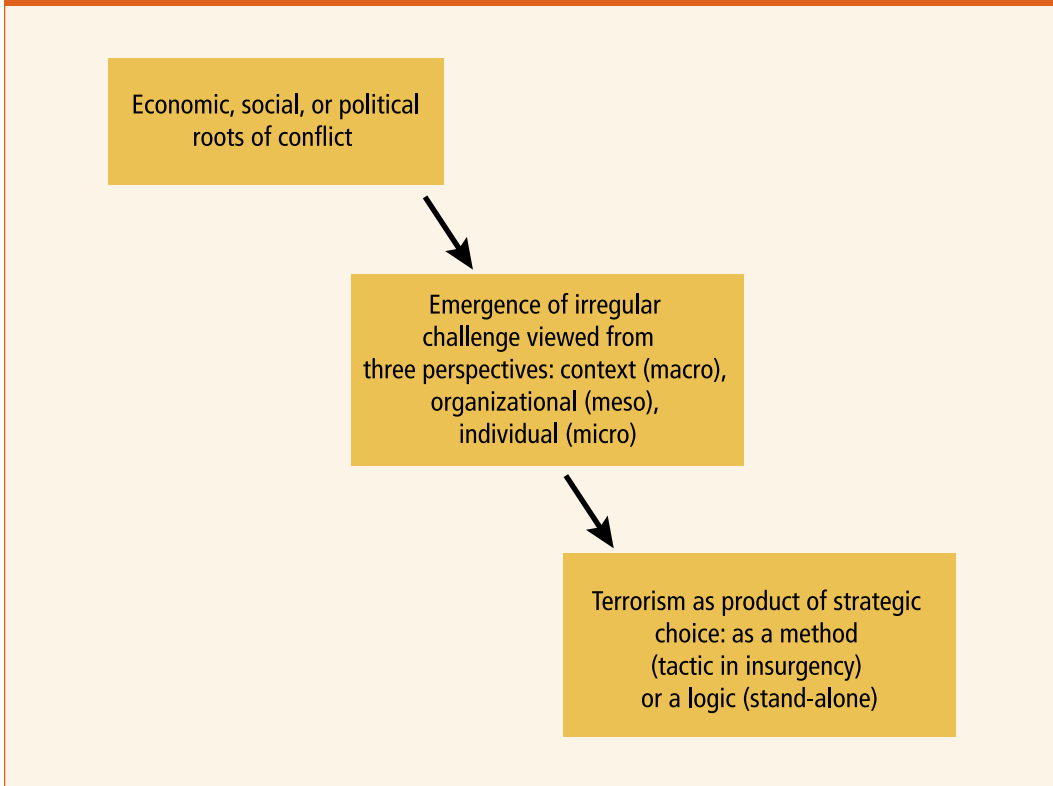 Economic, social, or political
roots of conflict
Emergence of irregular
challenge viewed from
three perspectives: context (macro),
organizational (meso),
individual (micro)
Terrorism as product of strategic
choice: as a method
(tactic in insurgency)
or a logic (stand-alone)